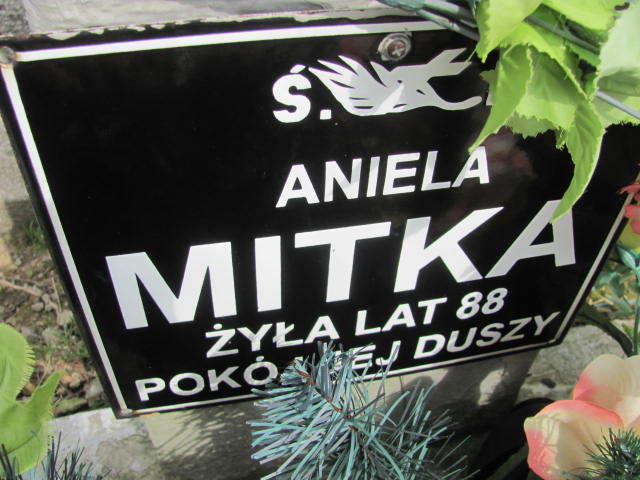 Ś.
ANIELA
MITKA
ŻYŁA LAT 88
DUSZY